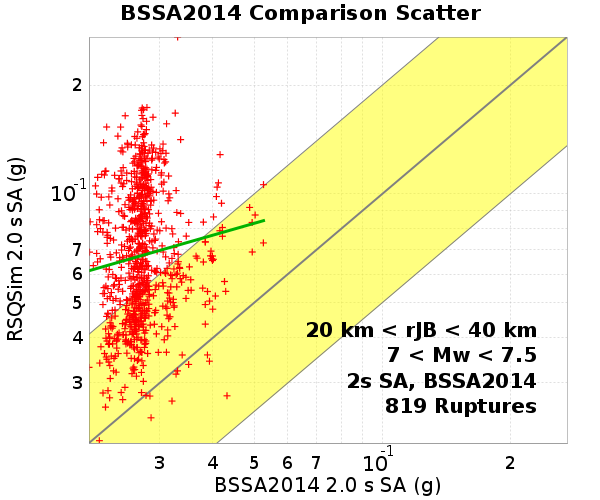 BSSA2014 Comparison Scatter
RSQSim 2.0 s SA (g)
2
10-1
7
6
5
4
3
20 km < rJB < 40 km
7 < Mw < 7.5
2s SA, BSSA2014
819 Ruptures
3 4 5 6 7 10-1 2
BSSA2014 2.0 s SA (g)